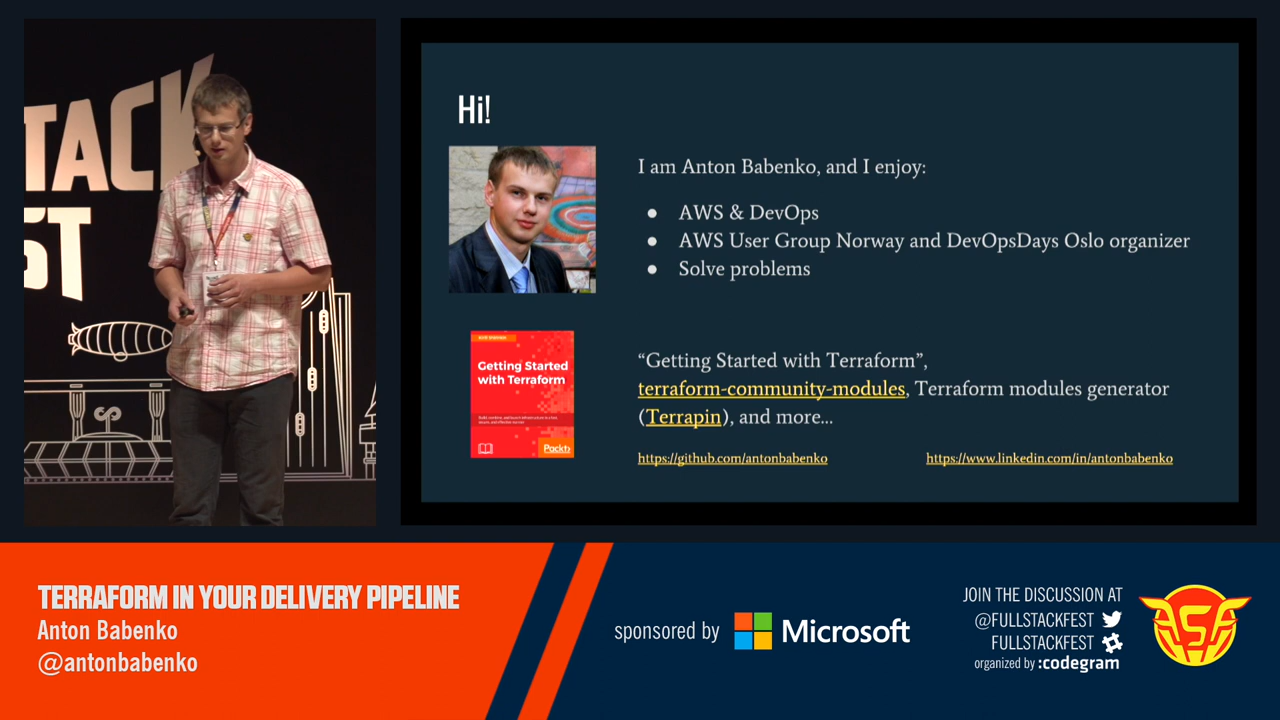 TACK
ST
Hi!
I am Anton Babenko, and I enjoy:
● AWS & DevOps
● AWS User Group Norway and DevOpsDays Oslo organizer
● Solve problems
Getting Started
with Terraform
Packt
“Getting Started with Terraform”,
terraform-community-modules, Terraform modules generator
(Terrapin), and more...
https://github.com/antonbabenko
https://www.linkedin.com/in/antonbabenko
TERRAFORM IN YOUR DELIVERY PIPELINE
Anton Babenko
@antonbabenko
sponsored by Microsoft
JOIN THE DISCUSSION AT
@FULLSTACKFEST
FULLSTACKFEST
organized by :codegram
FSF